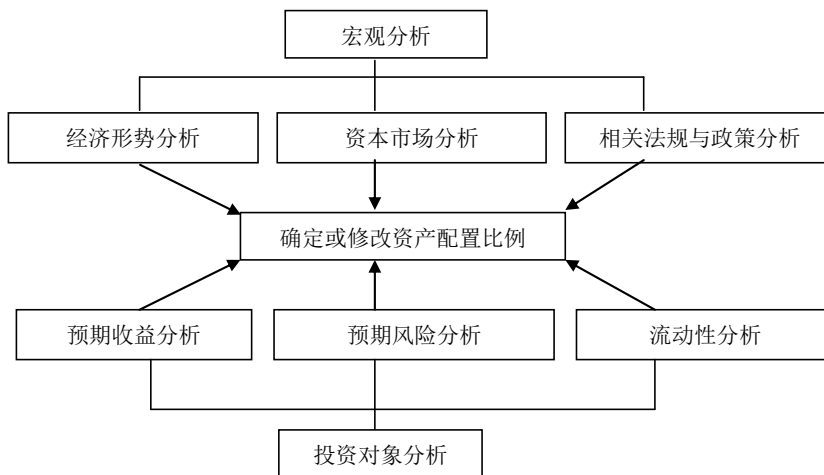 宏观分析
经济形势分析
资本市场分析
相关法规与政策分析
确定或修改资产配置比例
预期收益分析
预期风险分析
流动性分析
投资对象分析